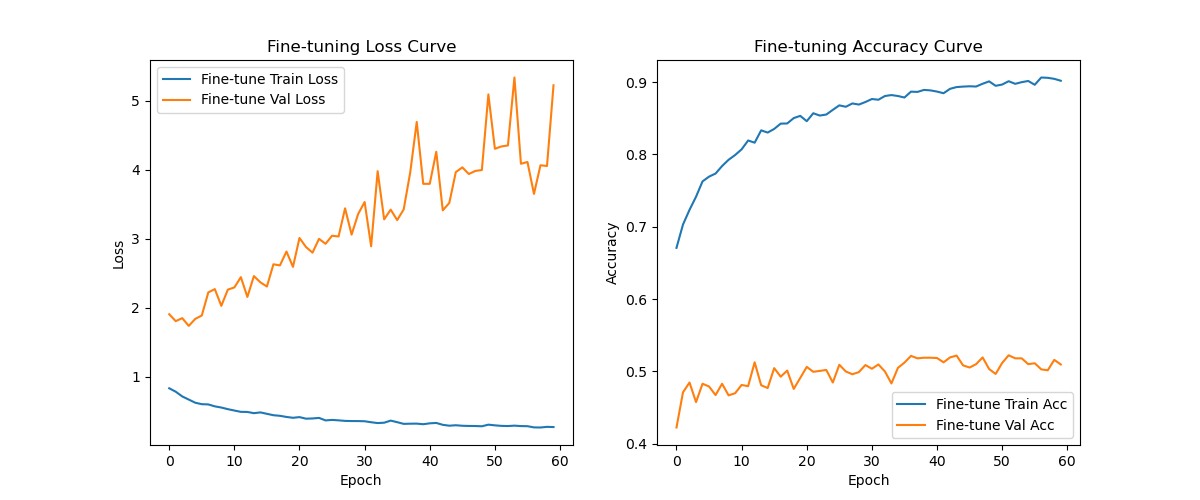 Fine-tuning Loss Curve
Fine-tune Train Loss
Fine-tune Val Loss
5
4
3
2
1
Loss
0 10 20 30 40 50 60
Epoch
Fine-tuning Accuracy Curve
0.9
0.8
0.7
0.6
0.5
0.4
Accuracy
Fine-tune Train Acc
Fine-tune Val Acc
0 10 20 30 40 50 60
Epoch